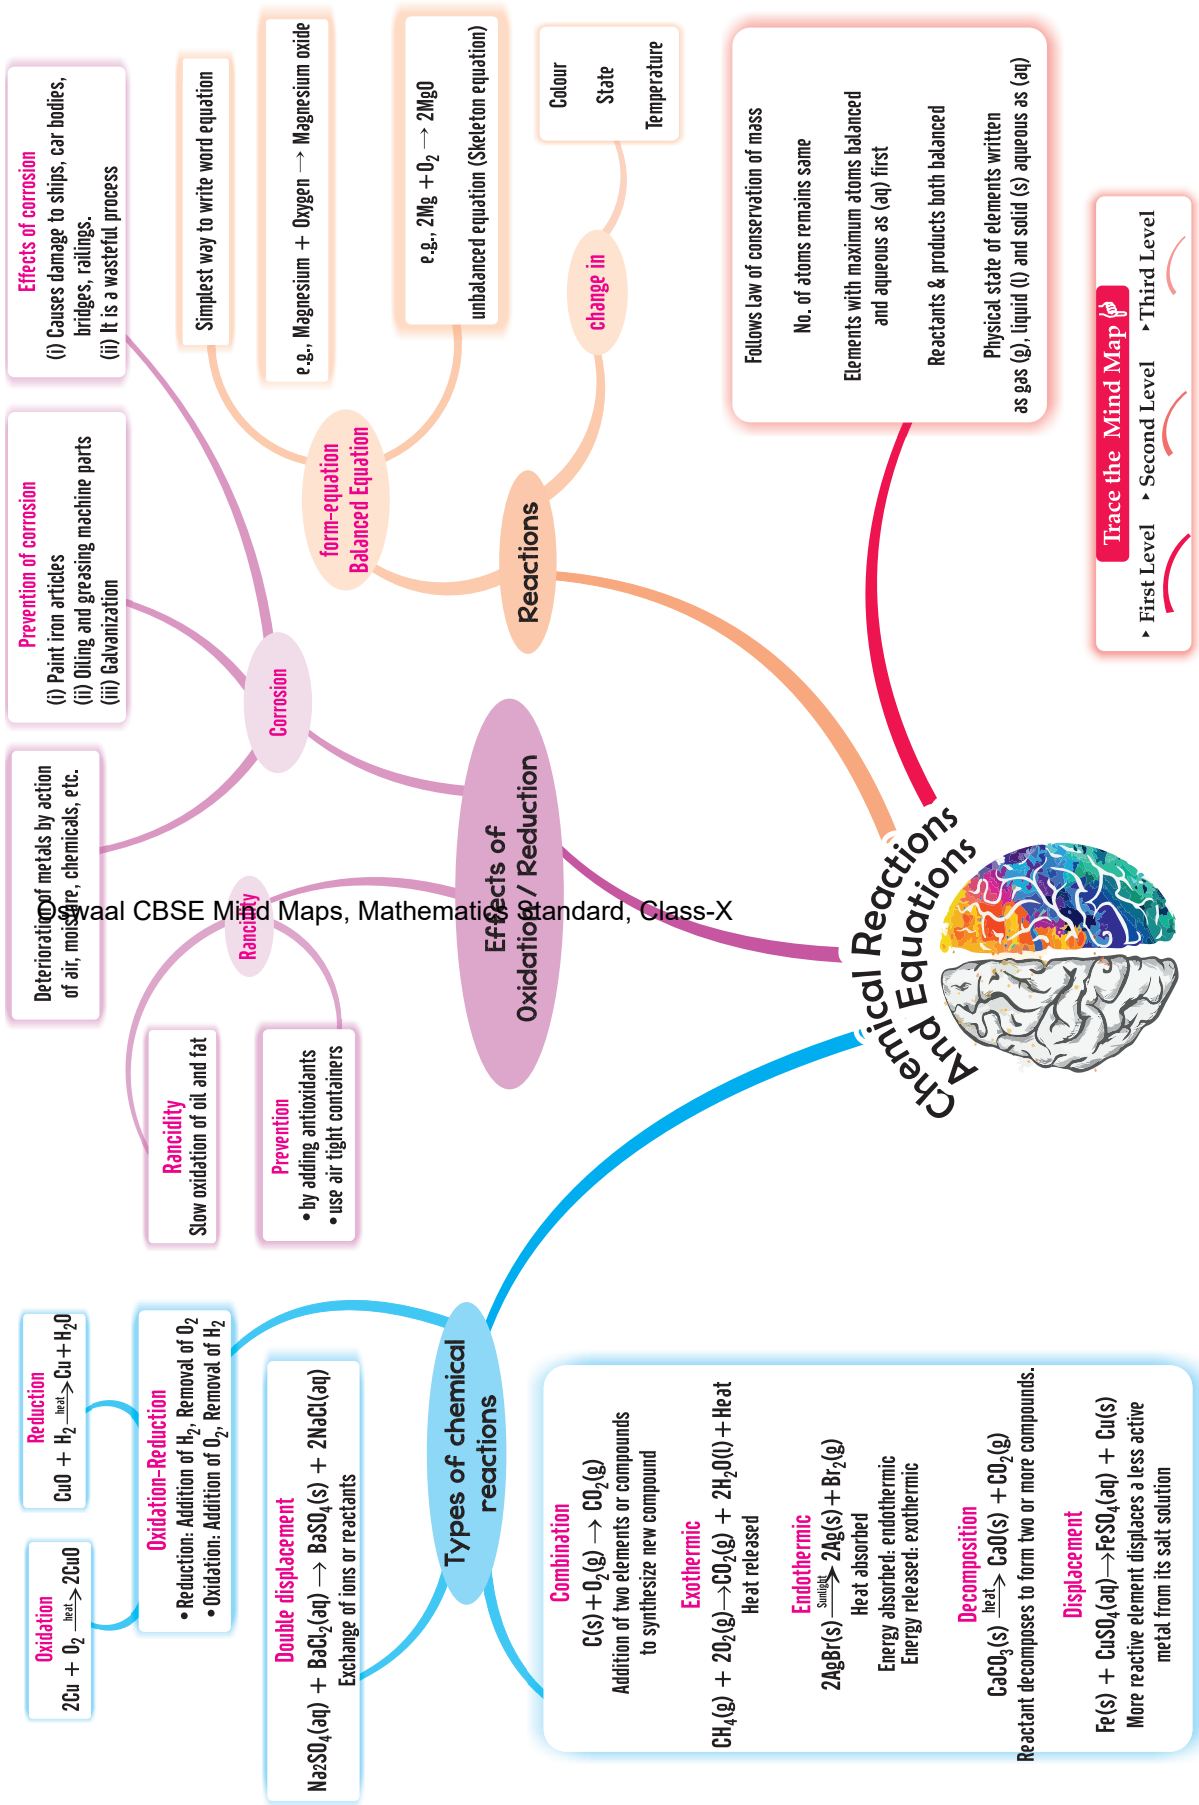 Oxidation
2Cu + O2 heat → 2CuO
Reduction
CuO + H2 heat → Cu + H2O
Oxidation-Reduction
• Reduction: Addition of H2, Removal of O2
• Oxidation: Addition of O2, Removal of H2
Double displacement
Na2SO4(aq) + BaCl2(aq) → BaSO4(s) + 2NaCl(aq)
Exchange of ions or reactants
Types of chemical
reactions
Combination
C(s) + O2(g) → CO2(g)
Addition of two elements or compounds
to synthesize new compound
Exothermic
CH4(g) + 2O2(g) → CO2(g) + 2H2O(l) + Heat
Heat released
Endothermic
2AgBr(s) Sunlight → 2Ag(s) + Br2(g)
Heat absorbed
Energy absorbed: endothermic
Energy released: exothermic
Decomposition
CaCO3(s) heat → CaO(s) + CO2(g)
Reactant decomposes to form two or more compounds.
Displacement
Fe(s) + CuSO4(aq) → FeSO4(aq) + Cu(s)
More reactive element displaces a less active
metal from its salt solution
Rancidity
Slow oxidation of oil and fat
Prevention
• by adding antioxidants
• use air tight containers
Rancidity
Deterioration of metals by action
of air, moisture, chemicals, etc.
Prevention of corrosion
(i) Paint iron articles
(ii) Oiling and greasing machine parts
(iii) Galvanization
Effects of corrosion
(i) Causes damage to ships, car bodies,
bridges, railings.
(ii) It is a wasteful process
Corrosion
Effects of
Oxidation / Reduction
Oswaal CBSE Mind Maps, Mathematics Standard, Class-X
Chemical Reactions
And Equations
Simplest way to write word equation
e.g., Magnesium + Oxygen → Magnesium oxide
e.g., 2Mg + O2 → 2MgO
unbalanced equation (Skeleton equation)
form-equation
Balanced Equation
Reactions
change in
Colour
State
Temperature
Follows law of conservation of mass
No. of atoms remains same
Elements with maximum atoms balanced
and aqueous as (aq) first
Reactants & products both balanced
Physical state of elements written
as gas (g), liquid (l) and solid (s) aqueous as (aq)
Trace the Mind Map
▸ First Level ▸ Second Level ▸ Third Level